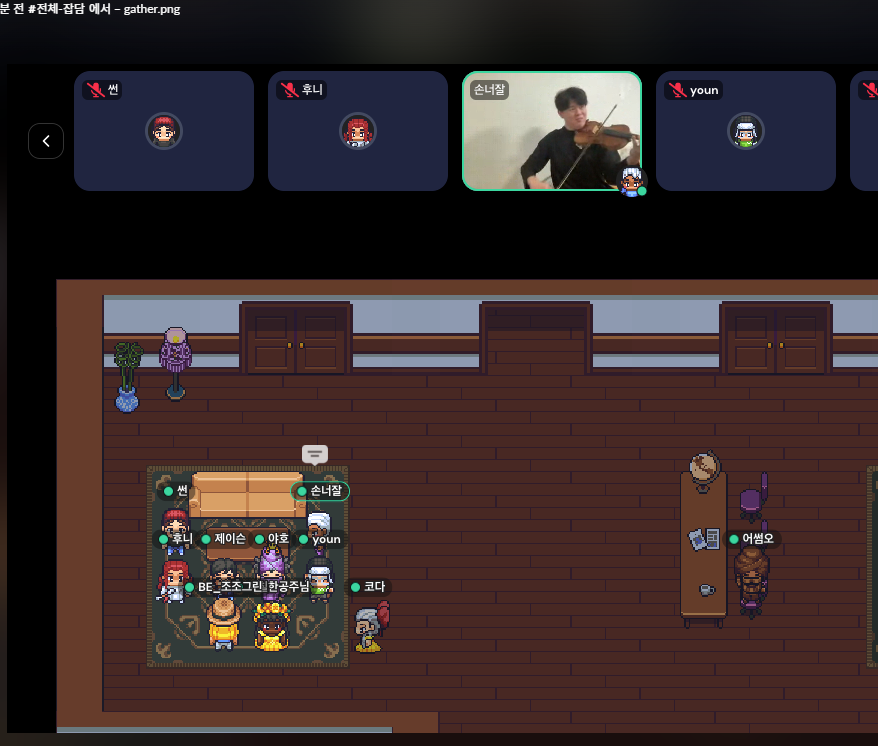 분 전 #전체-잡담 에서 – gather.png
썬
후니
손너잘
youn
썬
손너잘
후니
제이슨
야호
youn
BE_조조그린
한공주님
코다
어썸오